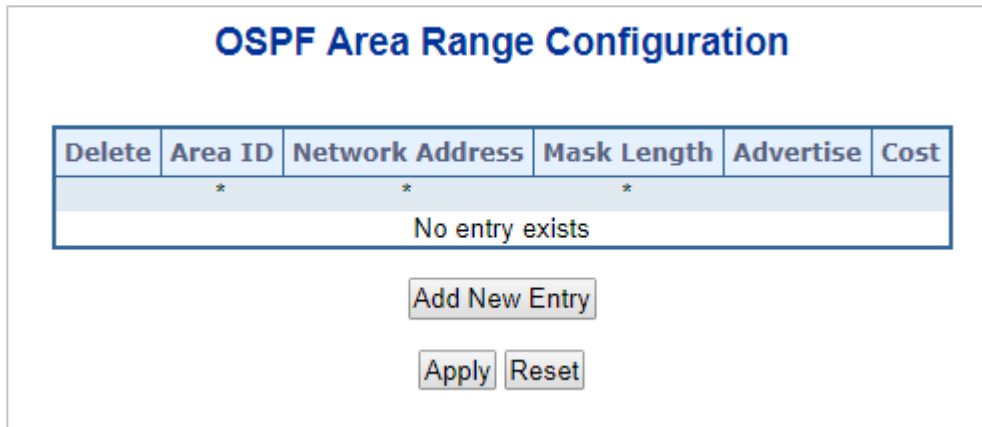 OSPF Area Range Configuration
Delete Area ID Network Address Mask Length Advertise Cost
* * *
No entry exists
Add New Entry
Apply Reset